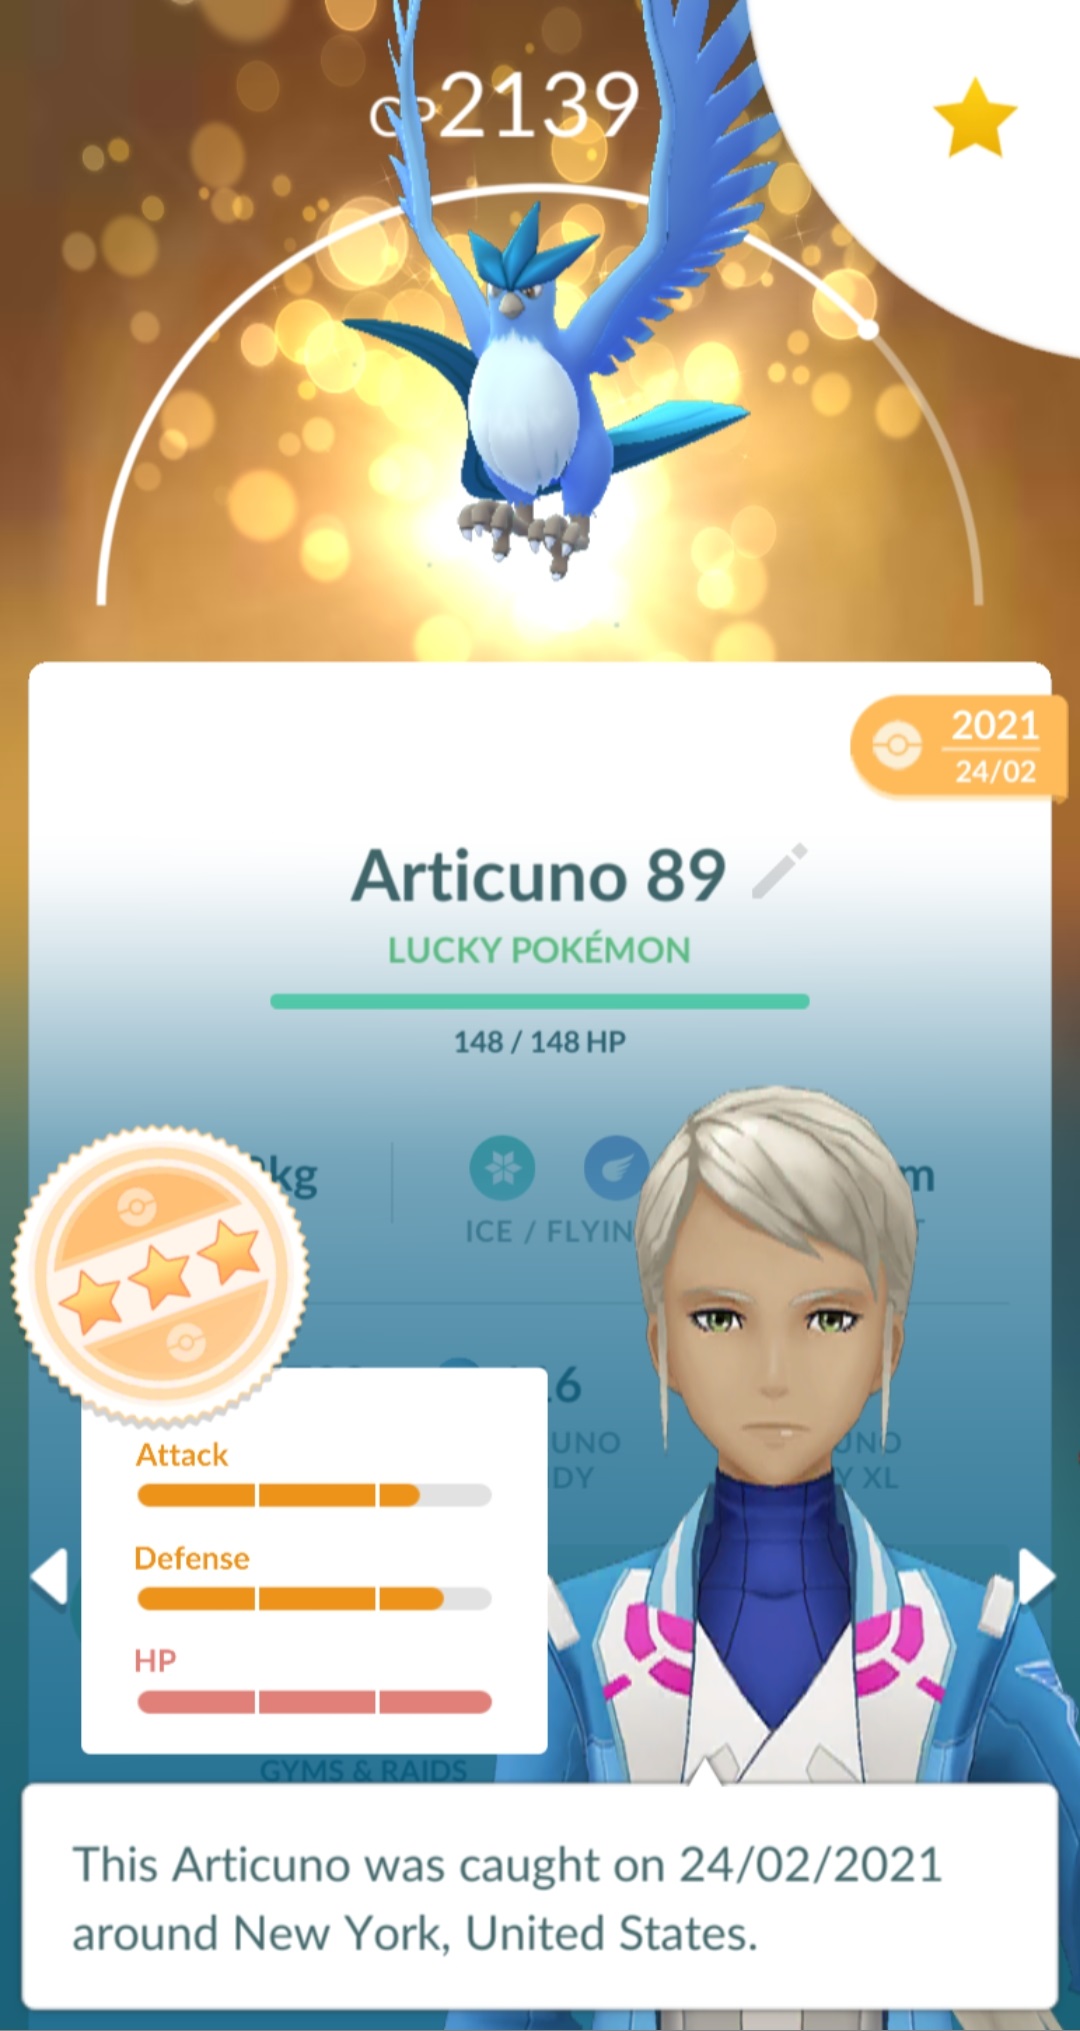 CP2139
2021
24/02
Articuno 89
LUCKY POKÉMON
148 / 148 HP
kg
m
ICE / FLYIN
.6
UNO
UNO
DY
Y XL
Attack
Defense
HP
GYMS & RAIDS
This Articuno was caught on 24/02/2021
around New York, United States.